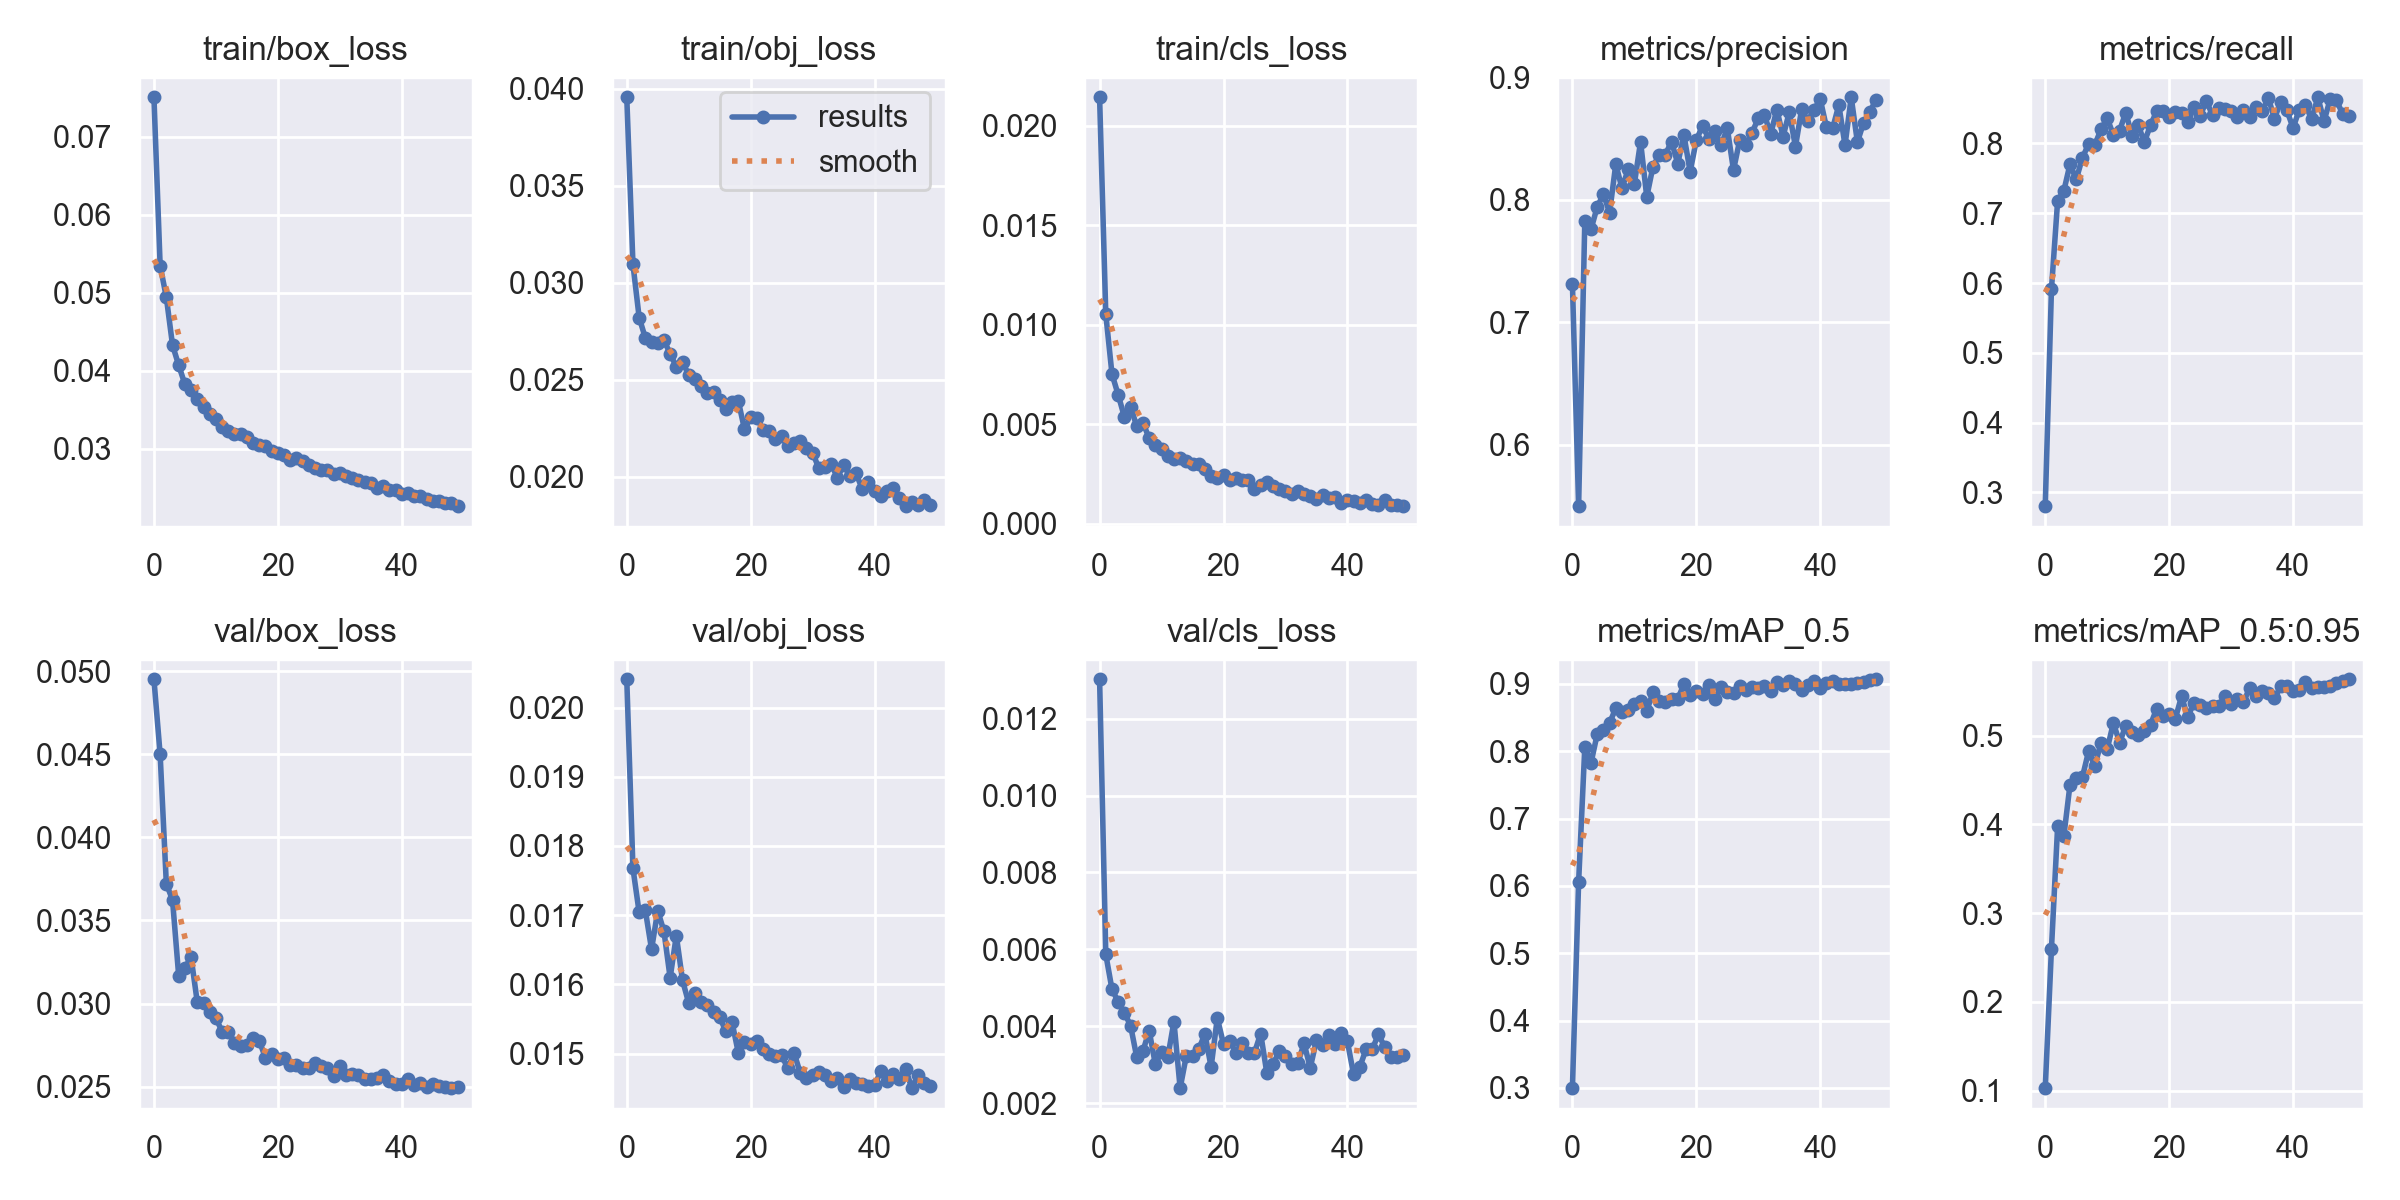 train/box_loss
0.07
0.06
0.05
0.04
0.03
0 20 40
train/obj_loss
0.040
0.035
0.030
0.025
0.020
results
smooth
0 20 40
train/cls_loss
0.020
0.015
0.010
0.005
0.000
0 20 40
metrics/precision
0.9
0.8
0.7
0.6
0 20 40
metrics/recall
0.8
0.7
0.6
0.5
0.4
0.3
0 20 40
val/box_loss
0.050
0.045
0.040
0.035
0.030
0.025
0 20 40
val/obj_loss
0.020
0.019
0.018
0.017
0.016
0.015
0 20 40
val/cls_loss
0.012
0.010
0.008
0.006
0.004
0.002
0 20 40
metrics/mAP_0.5
0.9
0.8
0.7
0.6
0.5
0.4
0.3
0 20 40
metrics/mAP_0.5:0.95
0.5
0.4
0.3
0.2
0.1
0 20 40